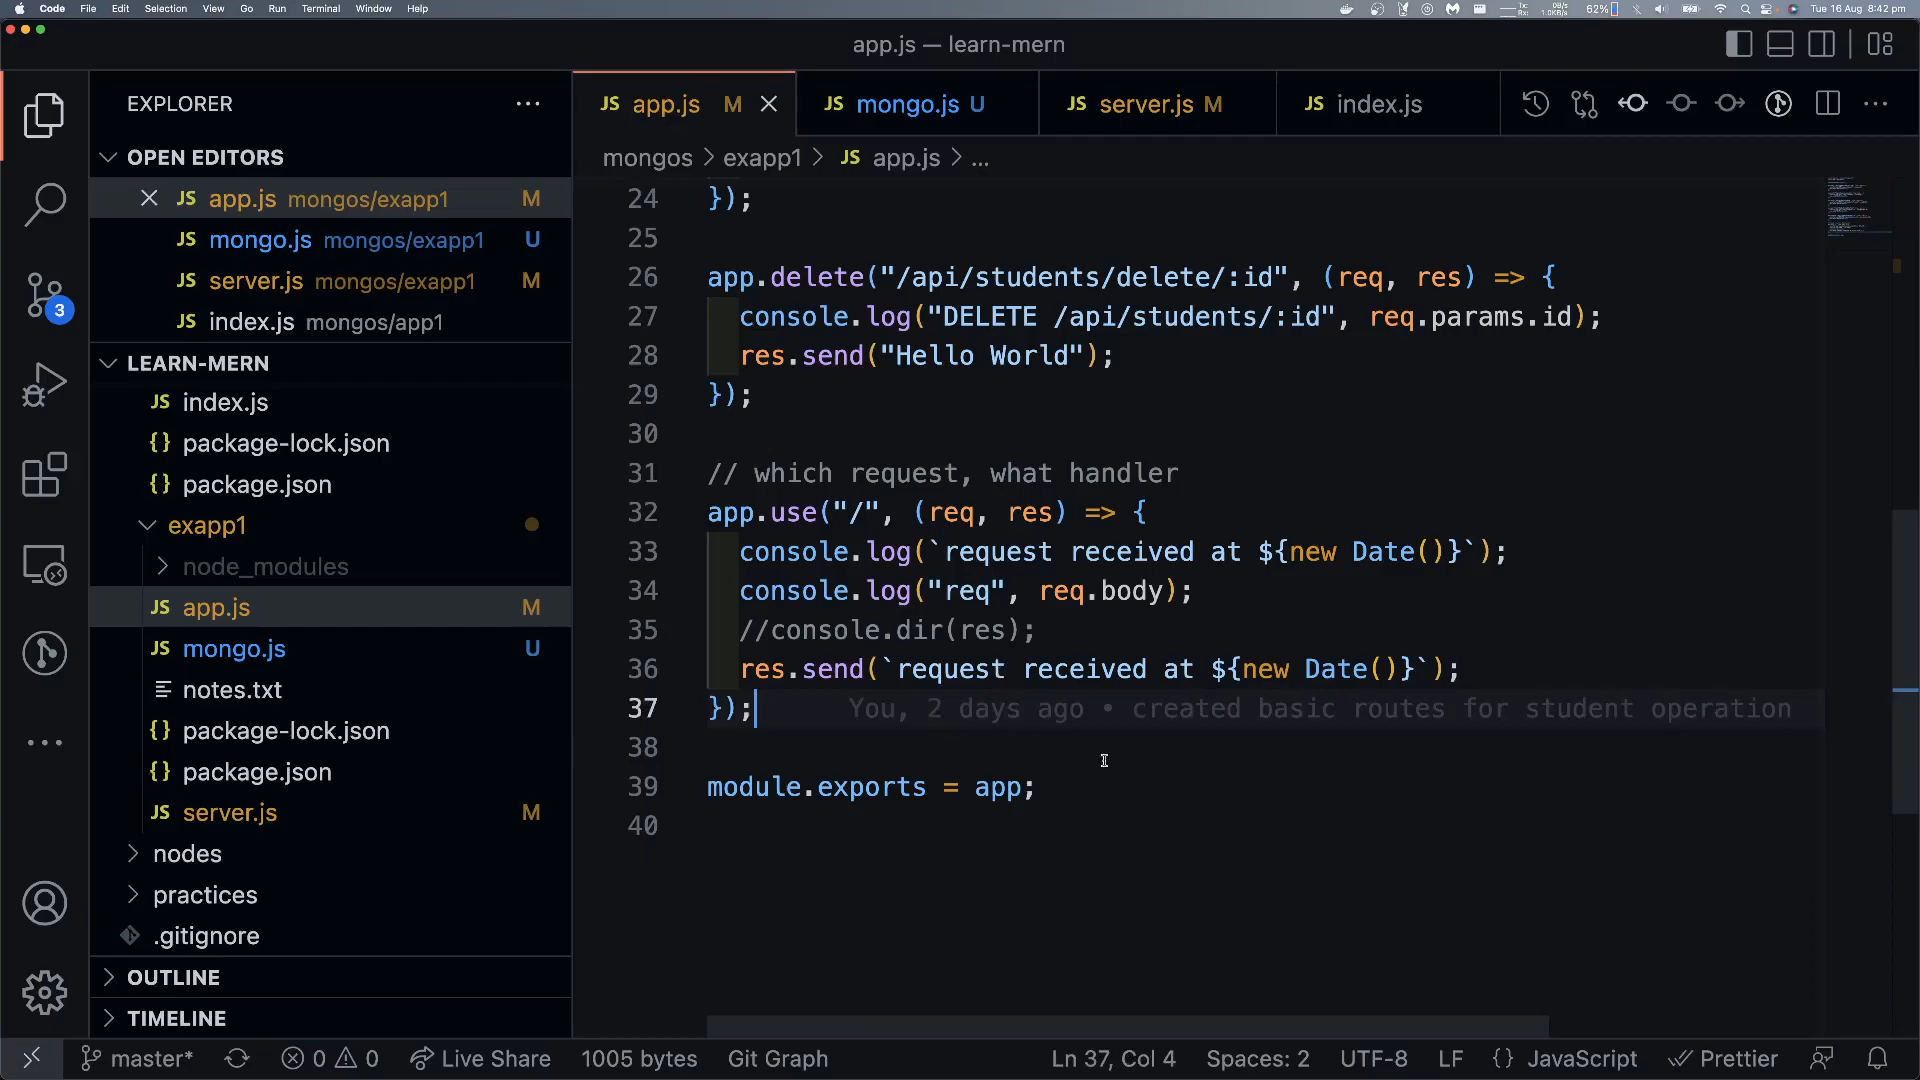 Code File Edit Selection View Go Run Terminal Window Help 62% Tue 16 Aug 8:42 pm
app.js — learn-mern
EXPLORER
OPEN EDITORS
JS app.js mongos/exapp1 M
JS mongo.js mongos/exapp1 U
JS server.js mongos/exapp1 M
JS index.js mongos/app1
LEARN-MERN
JS index.js
{} package-lock.json
{} package.json
exapp1
node_modules
JS app.js M
JS mongo.js U
notes.txt
{} package-lock.json
{} package.json
JS server.js M
nodes
practices
.gitignore
OUTLINE
TIMELINE
3
JS app.js M
JS mongo.js U
JS server.js M
JS index.js
mongos > exapp1 > JS app.js > ...
24 });
25
26 app.delete("/api/students/delete/:id", (req, res) => {
27 console.log("DELETE /api/students/:id", req.params.id);
28 res.send("Hello World");
29 });
30
31 // which request, what handler
32 app.use("/", (req, res) => {
33 console.log(`request received at ${new Date()}`);
34 console.log("req", req.body);
35 //console.dir(res);
36 res.send(`request received at ${new Date()}`);
37 }); You, 2 days ago • created basic routes for student operation
38
39 module.exports = app;
40
master* 0 0 Live Share 1005 bytes Git Graph Ln 37, Col 4 Spaces: 2 UTF-8 LF {} JavaScript Prettier